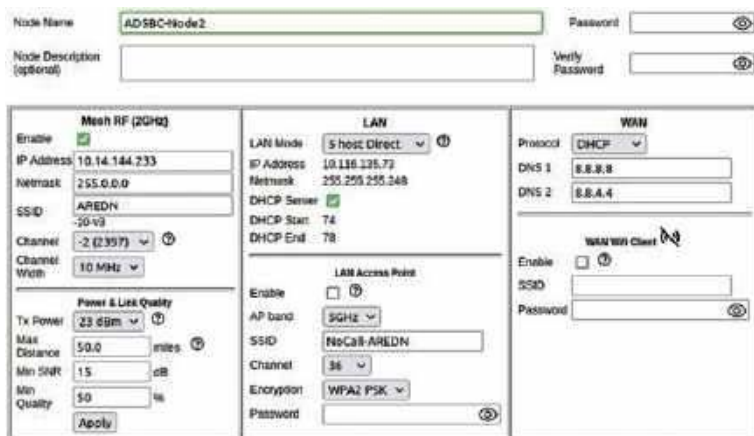 Node Name ADSBC-Node2 Password
Node Description (optional) Verify Password
Mesh RF (2GHz)
Enable
IP Address 10.14.144.233
Netmask 255.0.0.0
SSID AREDN
-10-v3
Channel -2 (2397)
Channel Width 10 MHz
Power & Link Quality
Tx Power 23 dBm
Max Distance 50.0 miles
Min SNR 15 dB
Min Quality 50 %
Apply
LAN
LAN Mode 5 host Direct
IP Address 10.116.135.73
Netmask 255.255.255.248
DHCP Server
DHCP Start 74
DHCP End 78
LAN Access Point
Enable
AP band 5GHz
SSID NoCall-AREDN
Channel 36
Encryption WPA2 PSK
Password
WAN
Protocol DHCP
DNS 1 8.8.8.8
DNS 2 8.8.4.4
WAN Wifi Client
Enable
SSID
Password